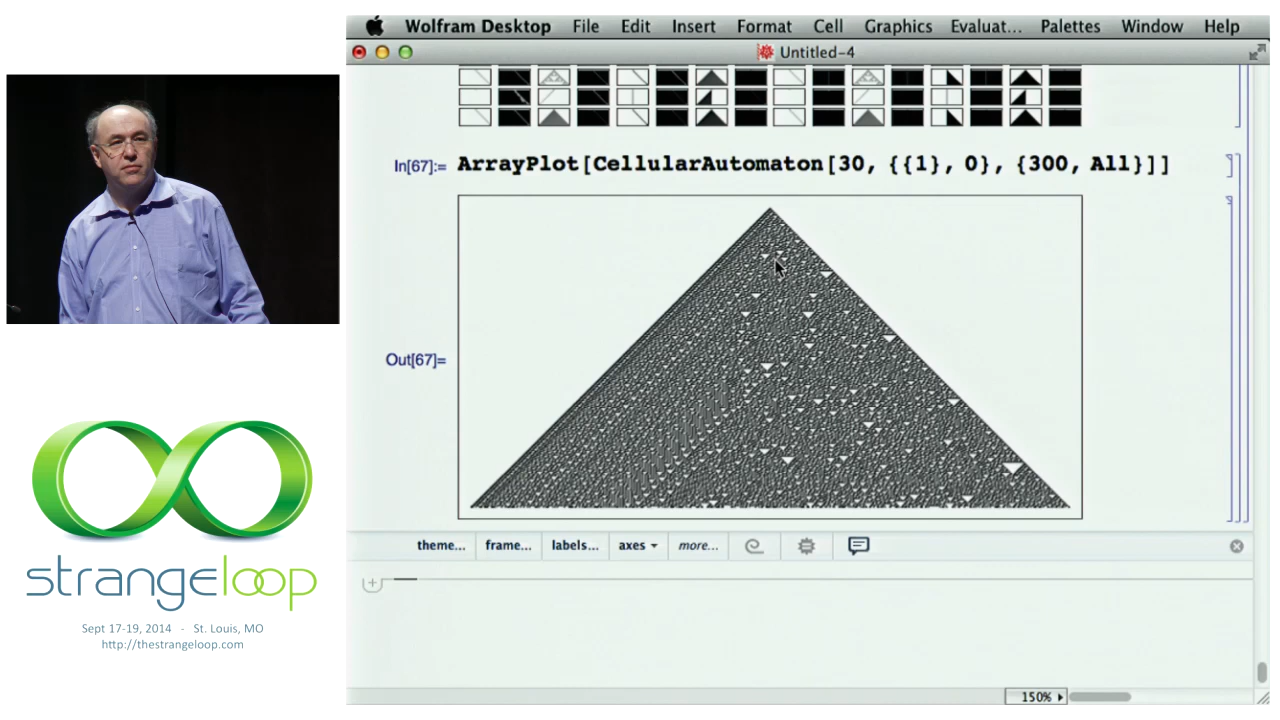 Wolfram Desktop File Edit Insert Format Cell Graphics Evaluat... Palettes Window Help
Untitled-4
In[67]:= ArrayPlot[CellularAutomaton[30, {{1}, 0}, {300, All}]]
Out[67]=
theme... frame... labels... axes more...
150%
strangeloop
Sept 17-19, 2014 - St. Louis, MO
http://thestrangeloop.com